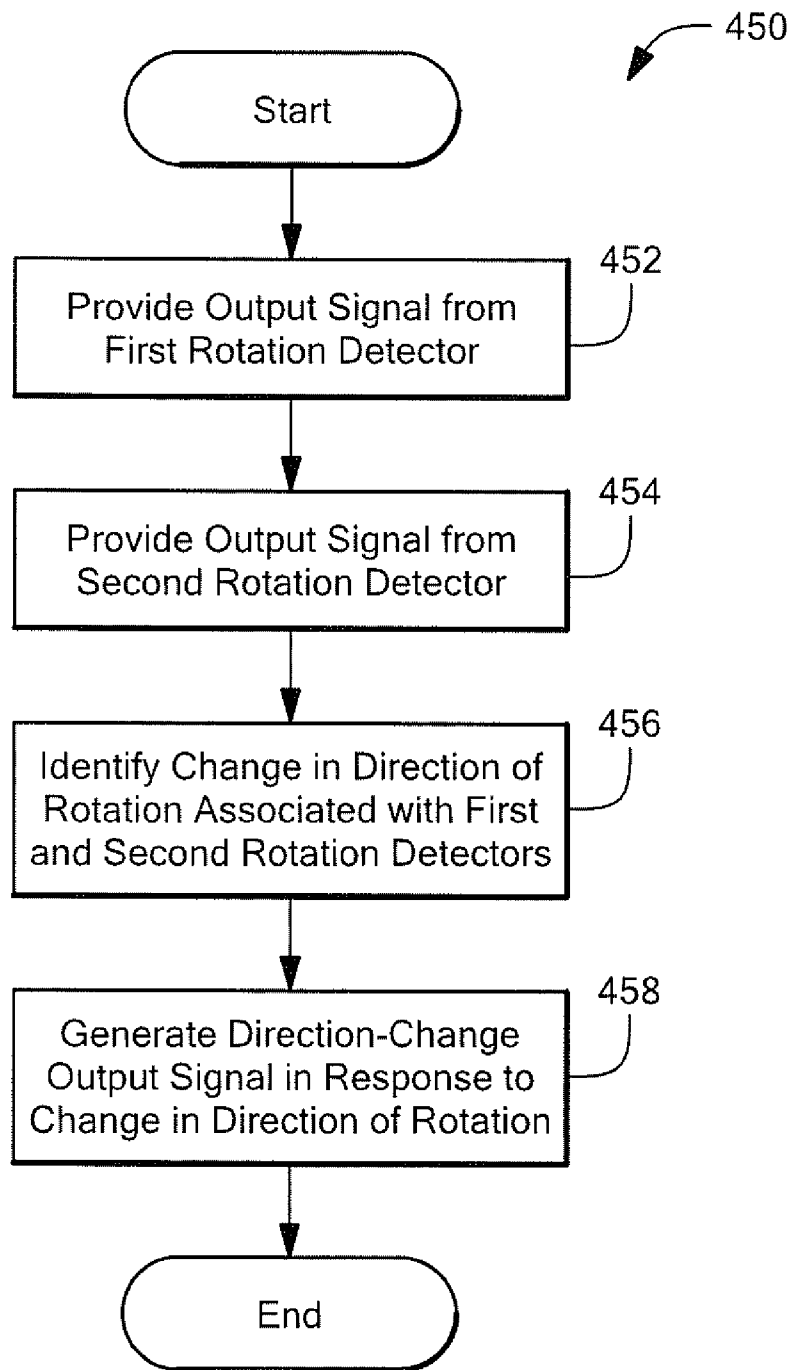 450
Start
452
Provide Output Signal from
First Rotation Detector
454
Provide Output Signal from
Second Rotation Detector
456
Identify Change in Direction of
Rotation Associated with First
and Second Rotation Detectors
458
Generate Direction-Change
Output Signal in Response to
Change in Direction of Rotation
End